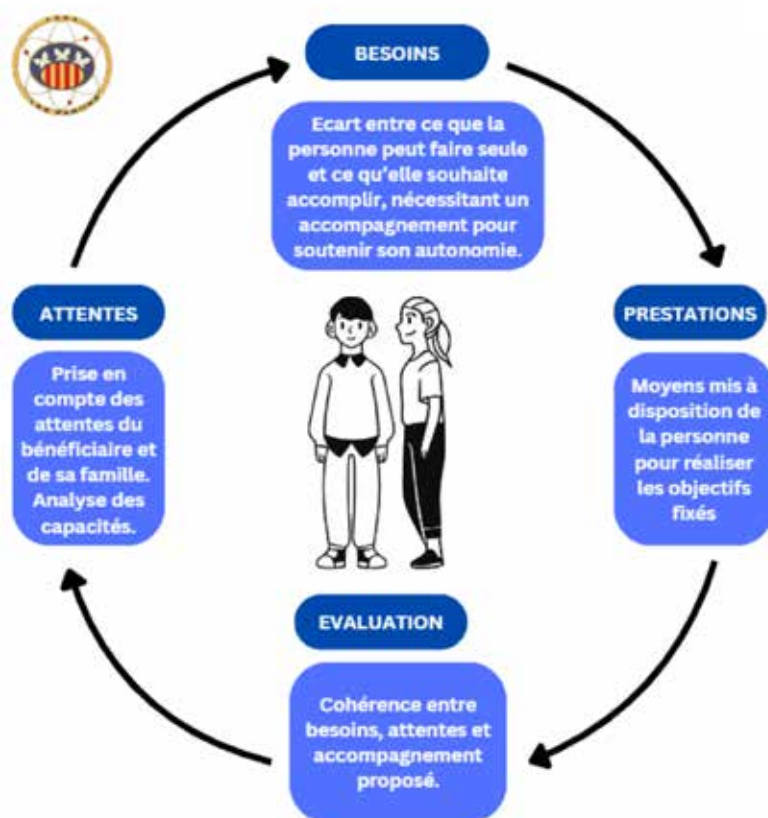 BESOINS
Ecart entre ce que la
personne peut faire seule
et ce qu'elle souhaite
accomplir, nécessitant un
accompagnement pour
soutenir son autonomie.
ATTENTES
Prise en
compte des
attentes du
bénéficiaire et
de sa famille.
Analyse des
capacités.
PRESTATIONS
Moyens mis à
disposition de
la personne
pour réaliser
les objectifs
fixés
EVALUATION
Cohérence entre
besoins, attentes et
accompagnement
proposé.